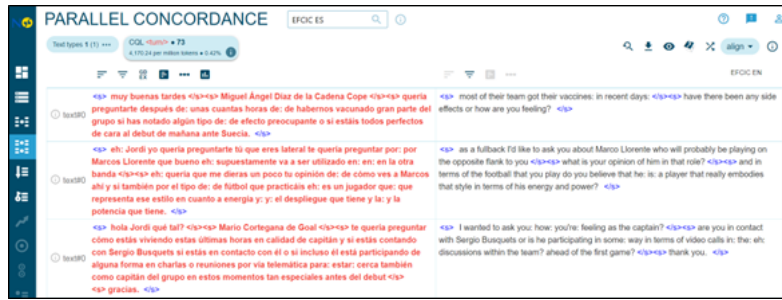 PARALLEL CONCORDANCE
EFCIC ES
Text types 1 (1)
CQL <turn/> • 73
4,170.24 per million tokens • 0.42%
align
EFCIC EN
<s> muy buenas tardes </s><s> Miguel Ángel Díaz de la Cadena Cope </s><s> quería
preguntarte después de: unas cuantas horas de: de habernos vacunado gran parte del
grupo si has notado algún tipo de: de efecto preocupante o si estáis todos perfectos
de cara al debut de mañana ante Suecia. </s>
text#0
<s> most of their team got their vaccines: in recent days: </s><s> have there been any side
effects or how are you feeling? </s>
<s> eh: Jordi yo quería preguntarte tú que eres lateral te quería preguntar por: por
Marcos Llorente que bueno eh: supuestamente va a ser utilizado en: en: en la otra
banda </s><s> eh: quería que me dieras un poco tu opinión de: de cómo ves a Marcos
ahí y si también por el tipo de: de fútbol que practicáis eh: es un jugador que: que
representa ese estilo en cuanto a energía y: y: el despliegue que tiene y la: y la
potencia que tiene. </s>
text#0
<s> as a fullback I'd like to ask you about Marco Llorente who will probably be playing on
the opposite flank to you </s><s> what is your opinion of him in that role? </s><s> and in
terms of the football that you play do you believe that he: is: a player that really embodies
that style in terms of his energy and power? </s>
<s> hola Jordi qué tal? </s><s> Mario Cortegana de Goal </s><s> te quería preguntar
cómo estás viviendo estas últimas horas en calidad de capitán y si estás contando
con Sergio Busquets si estás en contacto con él o si incluso él está participando de
alguna forma en charlas o reuniones por vía telemática para: estar: cerca también
como capitán del grupo en estos momentos tan especiales antes del debut </s>
<s> gracias. </s>
text#0
<s> I wanted to ask you: how: you're: feeling as the captain? </s><s> are you in contact
with Sergio Busquets or is he participating in some: way in terms of video calls in: the: eh:
discussions within the team? ahead of the first game? </s><s> thank you. </s>